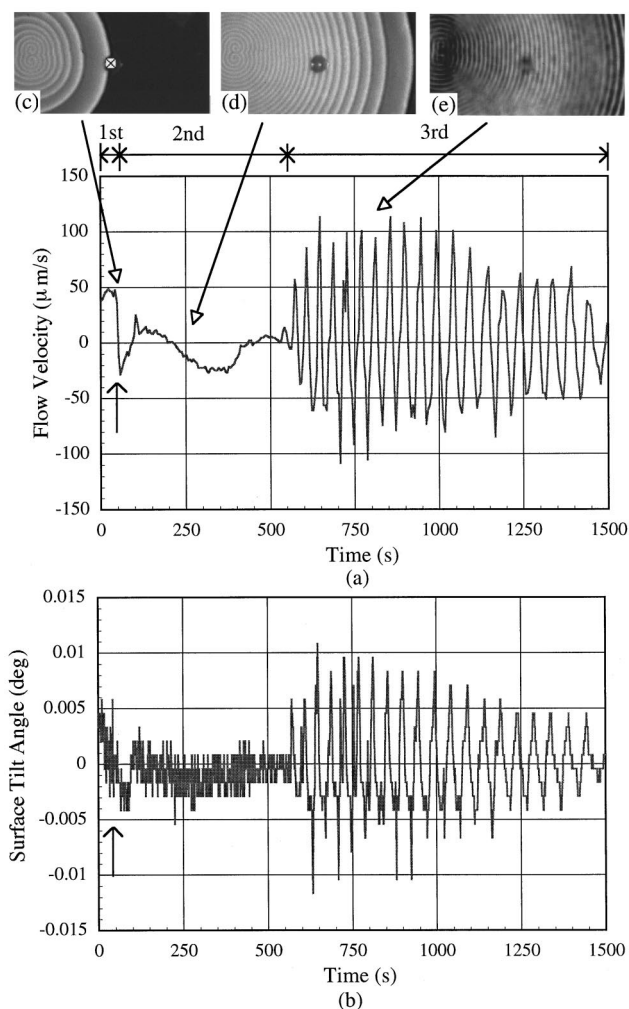 (c)
(d)
(e)
1st
2nd
3rd
150
100
50
0
-50
-100
-150
Flow Velocity (μm/s)
0 250 500 750 1000 1250 1500
Time (s)
(a)
0.015
0.01
0.005
0
-0.005
-0.01
-0.015
Surface Tilt Angle (deg)
0 250 500 750 1000 1250 1500
Time (s)
(b)